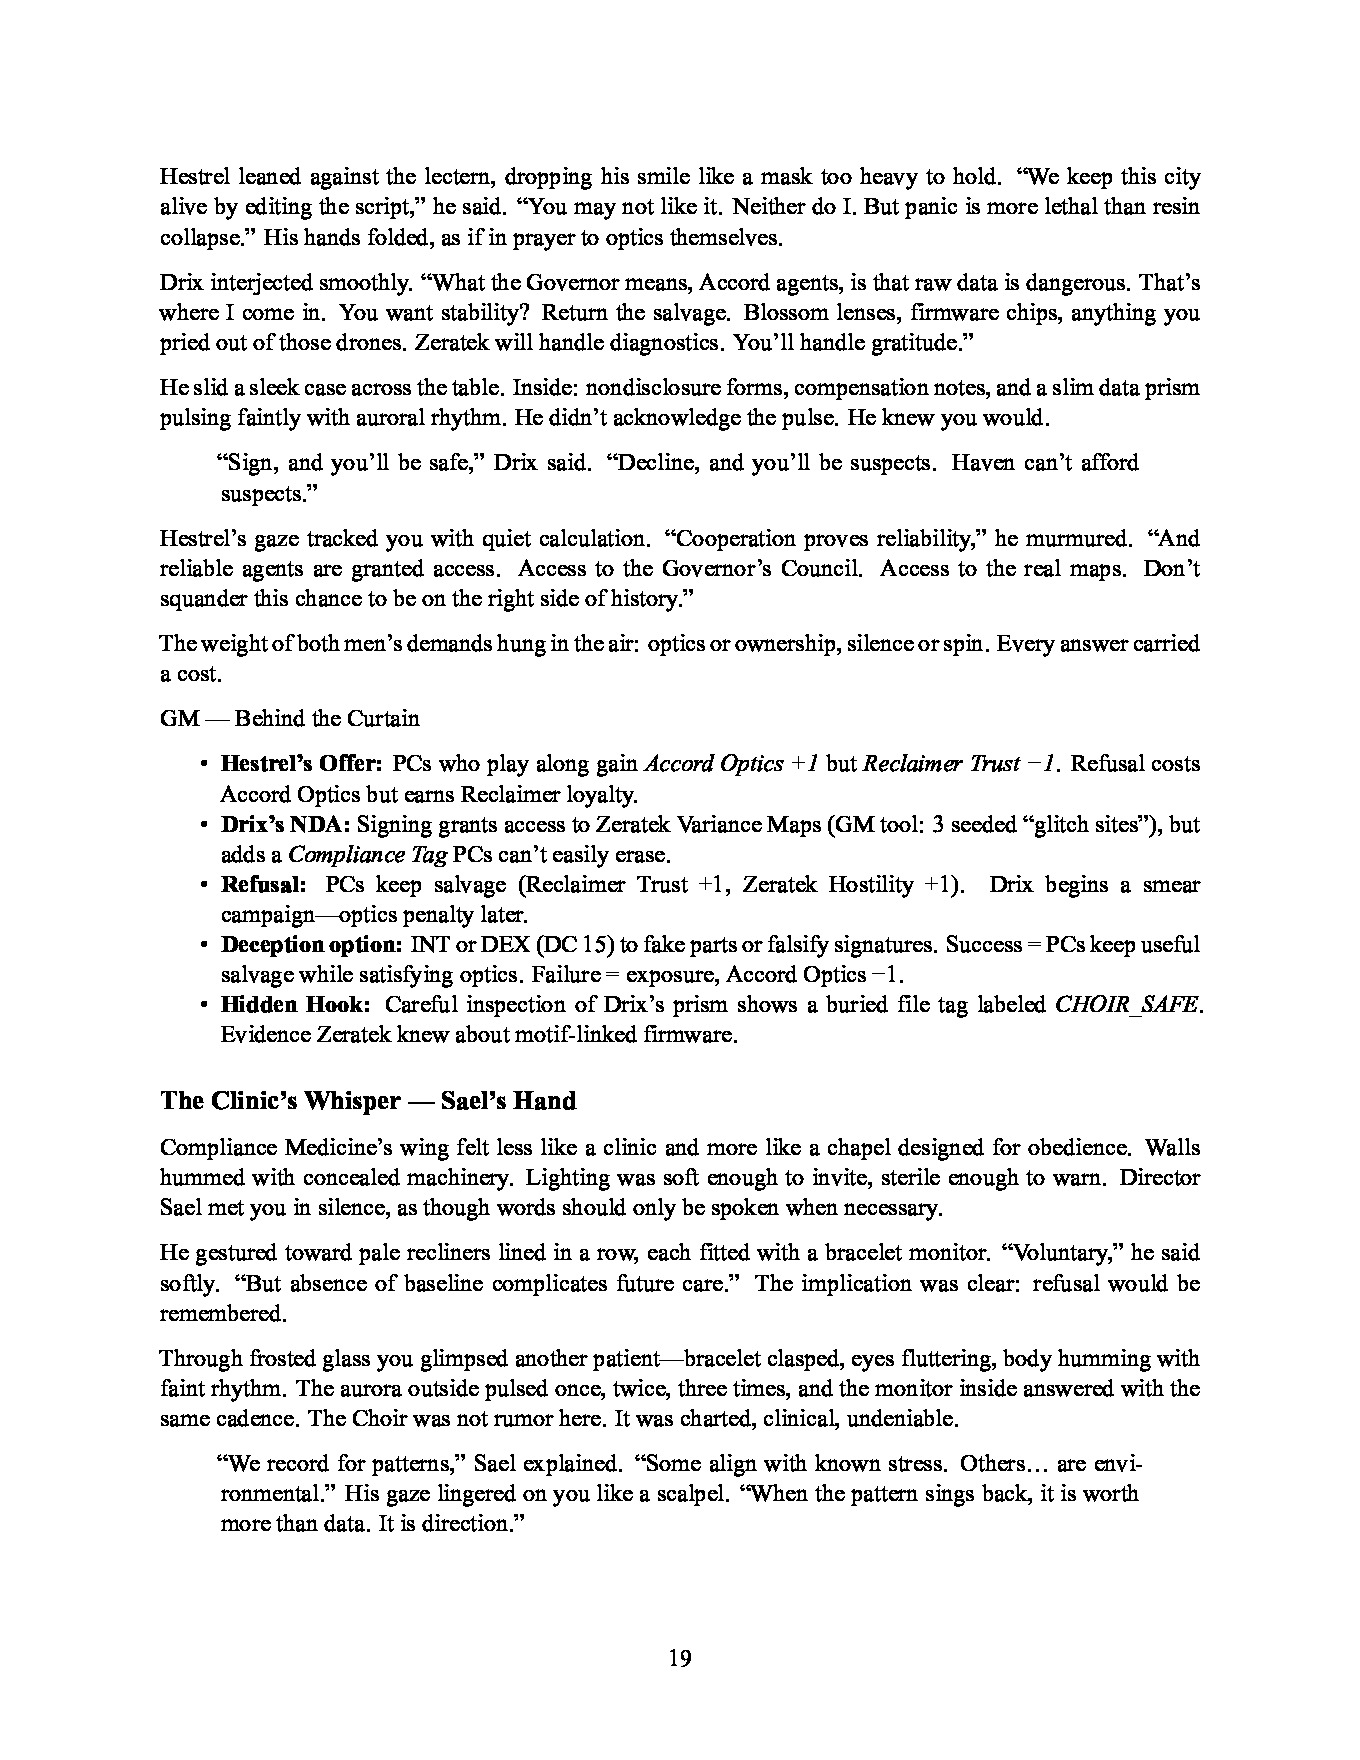 Hestrel leaned against the lectern, dropping his smile like a mask too heavy to hold. “We keep this city
alive by editing the script,” he said. “You may not like it. Neither do I. But panic is more lethal than resin
collapse.” His hands folded, as if in prayer to optics themselves.
Drix interjected smoothly. “What the Governor means, Accord agents, is that raw data is dangerous. That’s
where I come in. You want stability? Return the salvage. Blossom lenses, firmware chips, anything you
pried out of those drones. Zeratek will handle diagnostics. You’ll handle gratitude.”
He slid a sleek case across the table. Inside: nondisclosure forms, compensation notes, and a slim data prism
pulsing faintly with auroral rhythm. He didn’t acknowledge the pulse. He knew you would.
“Sign, and you’ll be safe,” Drix said. “Decline, and you’ll be suspects. Haven can’t afford
suspects.”
Hestrel’s gaze tracked you with quiet calculation. “Cooperation proves reliability,” he murmured. “And
reliable agents are granted access. Access to the Governor’s Council. Access to the real maps. Don’t
squander this chance to be on the right side of history.”
The weight of both men’s demands hung in the air: optics or ownership, silence or spin. Every answer carried
a cost.
GM — Behind the Curtain
• Hestrel’s Offer: PCs who play along gain Accord Optics +1 but Reclaimer Trust −1. Refusal costs
Accord Optics but earns Reclaimer loyalty.
• Drix’s NDA: Signing grants access to Zeratek Variance Maps (GM tool: 3 seeded “glitch sites”), but
adds a Compliance Tag PCs can’t easily erase.
• Refusal: PCs keep salvage (Reclaimer Trust +1, Zeratek Hostility +1). Drix begins a smear
campaign—optics penalty later.
• Deception option: INT or DEX (DC 15) to fake parts or falsify signatures. Success = PCs keep useful
salvage while satisfying optics. Failure = exposure, Accord Optics −1.
• Hidden Hook: Careful inspection of Drix’s prism shows a buried file tag labeled CHOIR_SAFE.
Evidence Zeratek knew about motif-linked firmware.
The Clinic’s Whisper — Sael’s Hand
Compliance Medicine’s wing felt less like a clinic and more like a chapel designed for obedience. Walls
hummed with concealed machinery. Lighting was soft enough to invite, sterile enough to warn. Director
Sael met you in silence, as though words should only be spoken when necessary.
He gestured toward pale recliners lined in a row, each fitted with a bracelet monitor. “Voluntary,” he said
softly. “But absence of baseline complicates future care.” The implication was clear: refusal would be
remembered.
Through frosted glass you glimpsed another patient—bracelet clasped, eyes fluttering, body humming with
faint rhythm. The aurora outside pulsed once, twice, three times, and the monitor inside answered with the
same cadence. The Choir was not rumor here. It was charted, clinical, undeniable.
“We record for patterns,” Sael explained. “Some align with known stress. Others… are envi-
ronmental.” His gaze lingered on you like a scalpel. “When the pattern sings back, it is worth
more than data. It is direction.”
19